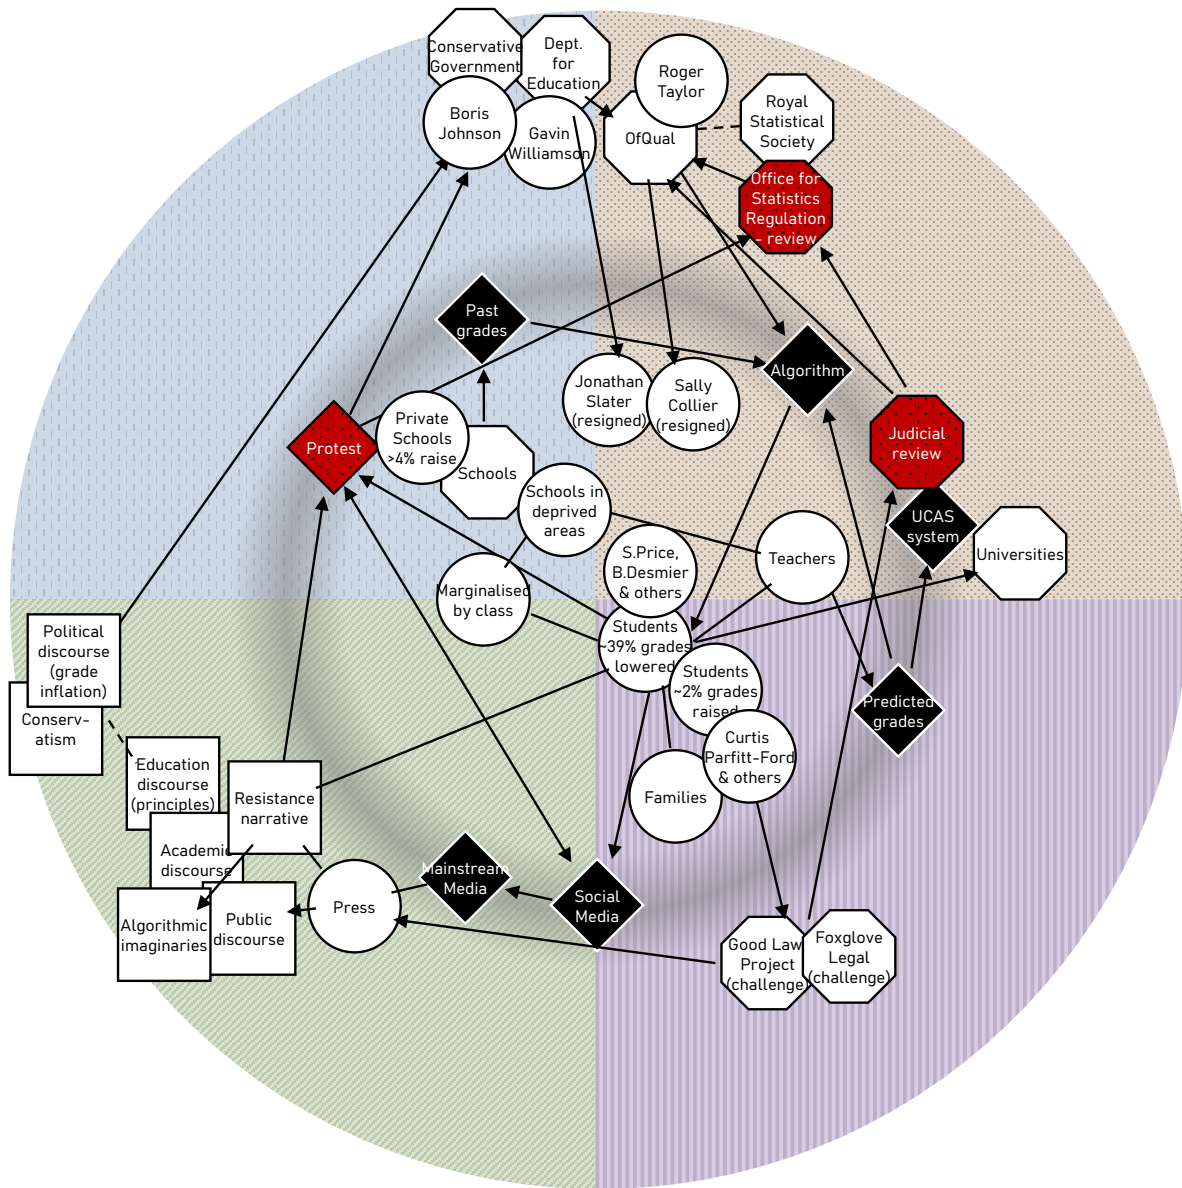 Conservative
Government
Dept.
for
Education
Roger
Taylor
Boris
Johnson
Gavin
Williamson
OfQual
Royal
Statistical
Society
Office for
Statistics
Regulation
- review
Past
grades
Algorithm
Jonathan
Slater
(resigned)
Sally
Collier
(resigned)
Private
Schools
>4% raise
Protest
Schools
Judicial
review
Schools in
deprived
areas
UCAS
system
Universities
S.Price,
B.Desmier
& others
Teachers
Marginalised
by class
Students
~39% grades
lowered
Political
discourse
(grade
inflation)
Students
~2% grades
raised
Predicted
grades
Conserv-
atism
Curtis
Parfitt-Ford
& others
Education
discourse
(principles)
Resistance
narrative
Families
Academic
discourse
Mainstream
Media
Social
Media
Press
Public
discourse
Algorithmic
imaginaries
Good Law
Project
(challenge)
Foxglove
Legal
(challenge)